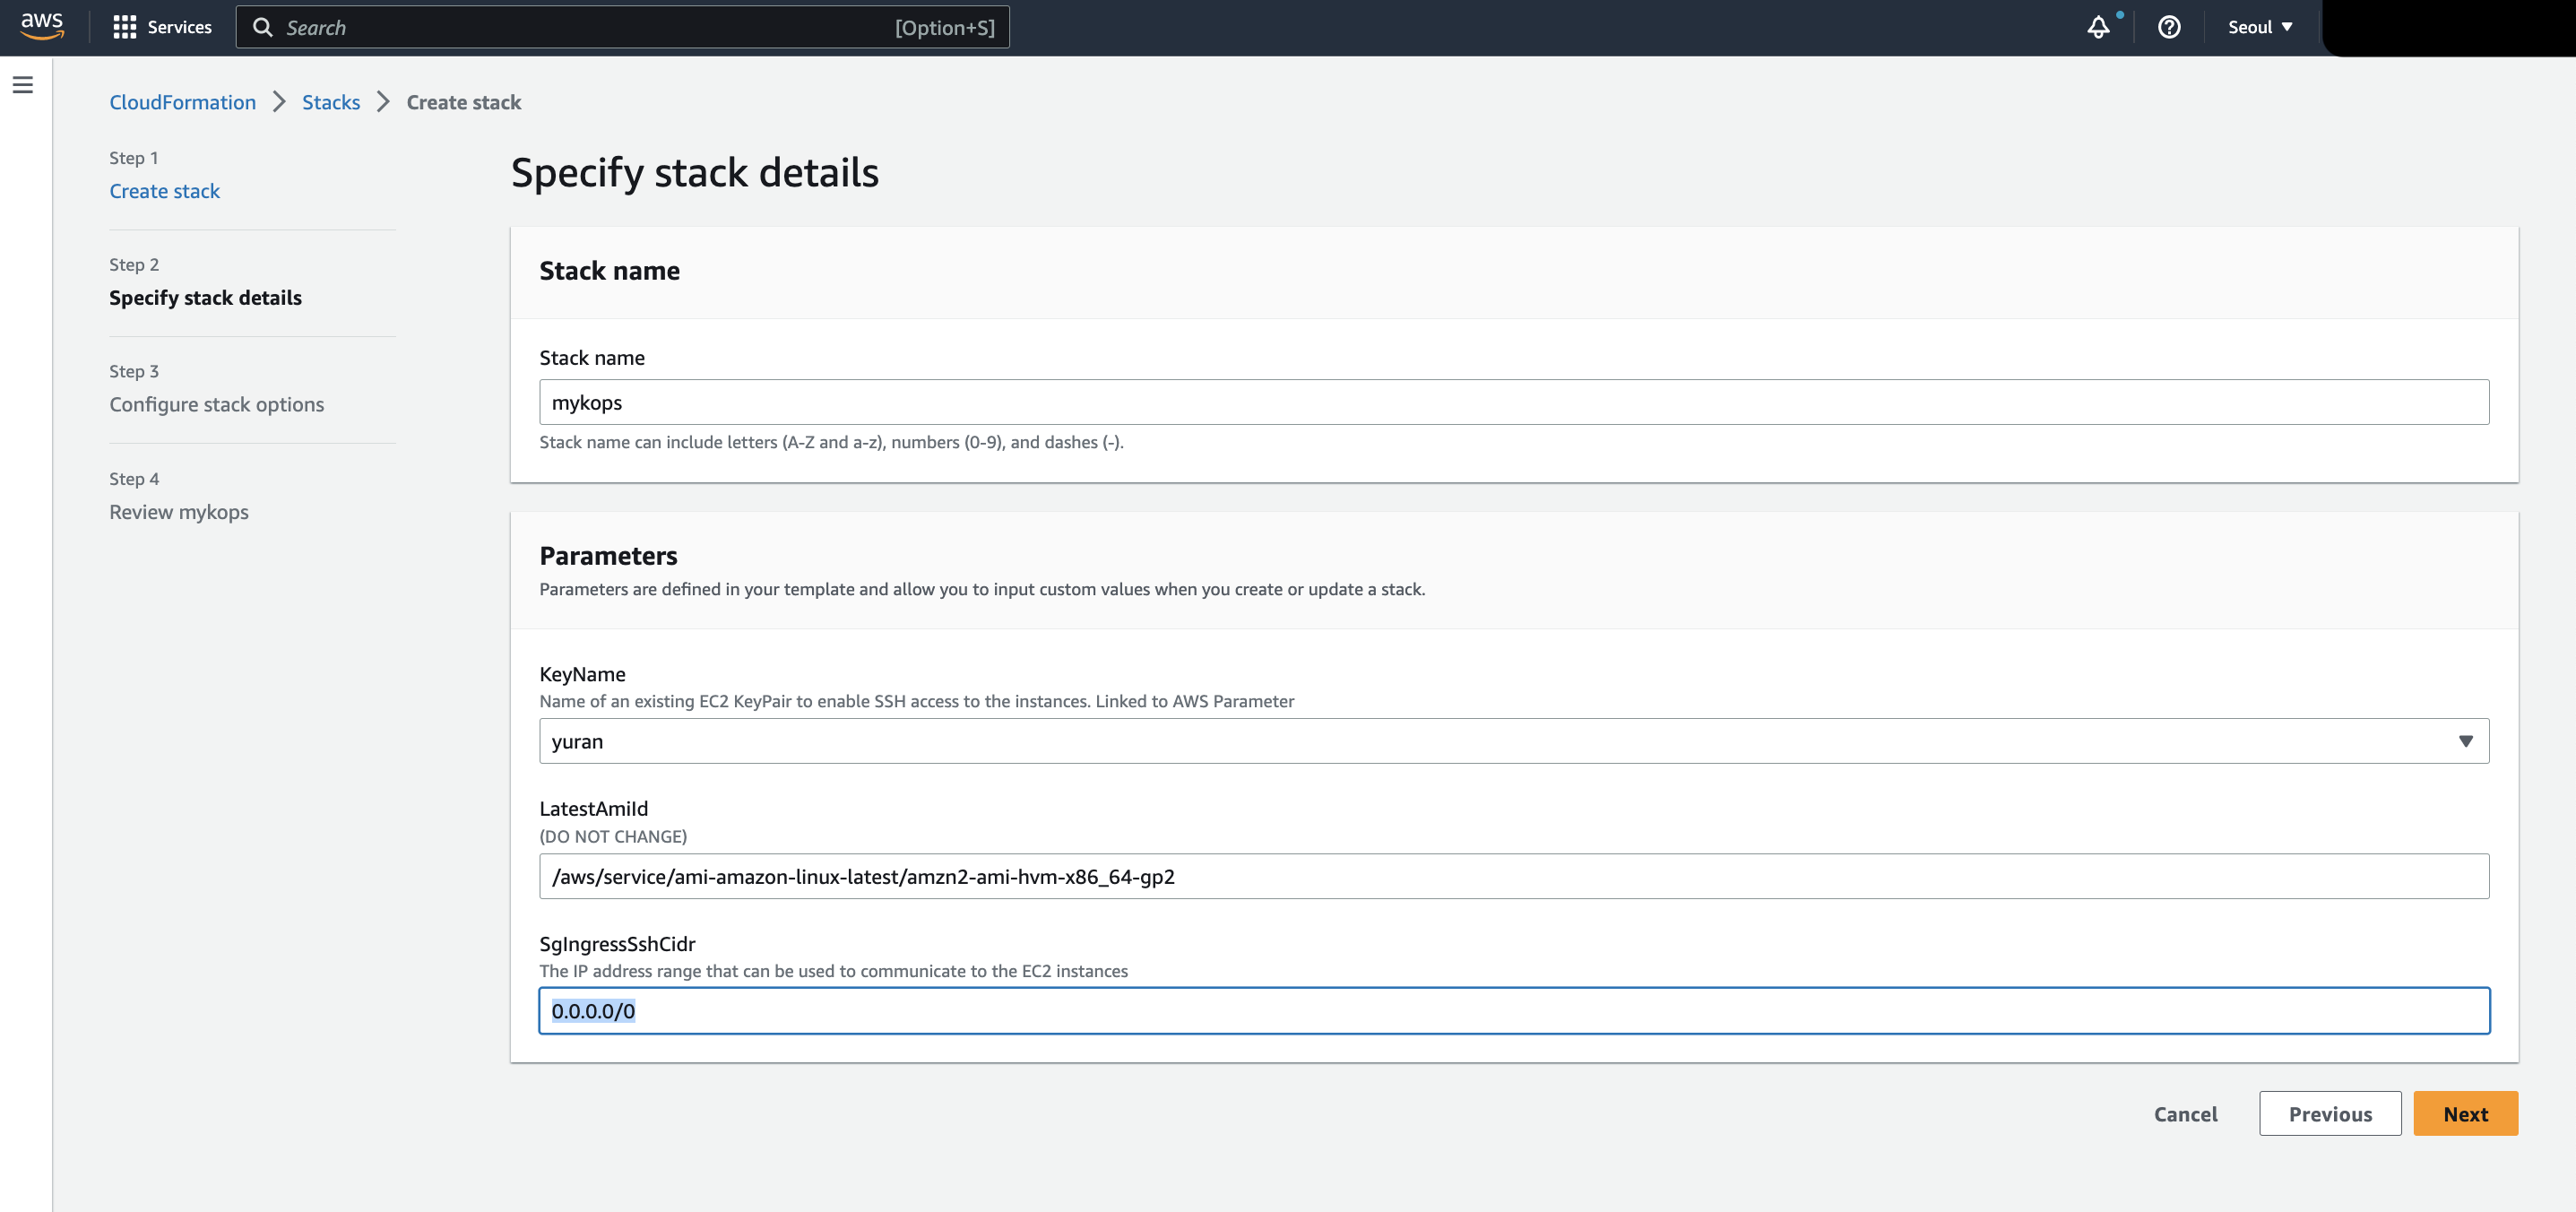 aws
Services
Search
[Option+S]
Seoul
CloudFormation
Stacks
Create stack
Step 1
Create stack
Step 2
Specify stack details
Step 3
Configure stack options
Step 4
Review mykops
Specify stack details
Stack name
Stack name
mykops
Stack name can include letters (A-Z and a-z), numbers (0-9), and dashes (-).
Parameters
Parameters are defined in your template and allow you to input custom values when you create or update a stack.
KeyName
Name of an existing EC2 KeyPair to enable SSH access to the instances. Linked to AWS Parameter
yuran
LatestAmiId
(DO NOT CHANGE)
/aws/service/ami-amazon-linux-latest/amzn2-ami-hvm-x86_64-gp2
SgIngressSshCidr
The IP address range that can be used to communicate to the EC2 instances
0.0.0.0/0
Cancel
Previous
Next